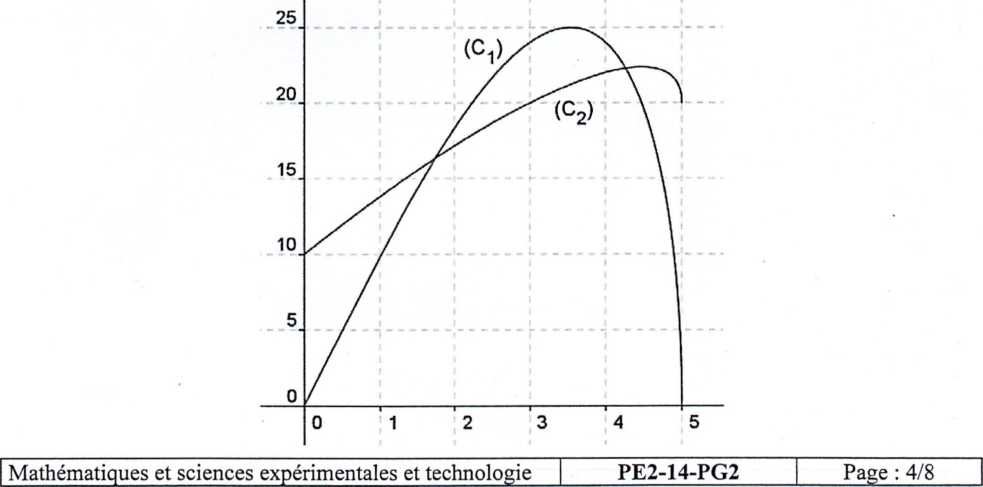 25
(C1)
20
(C2)
15
10
5
0
0 1 2 3 4 5
Mathématiques et sciences expérimentales et technologie PE2-14-PG2 Page : 4/8